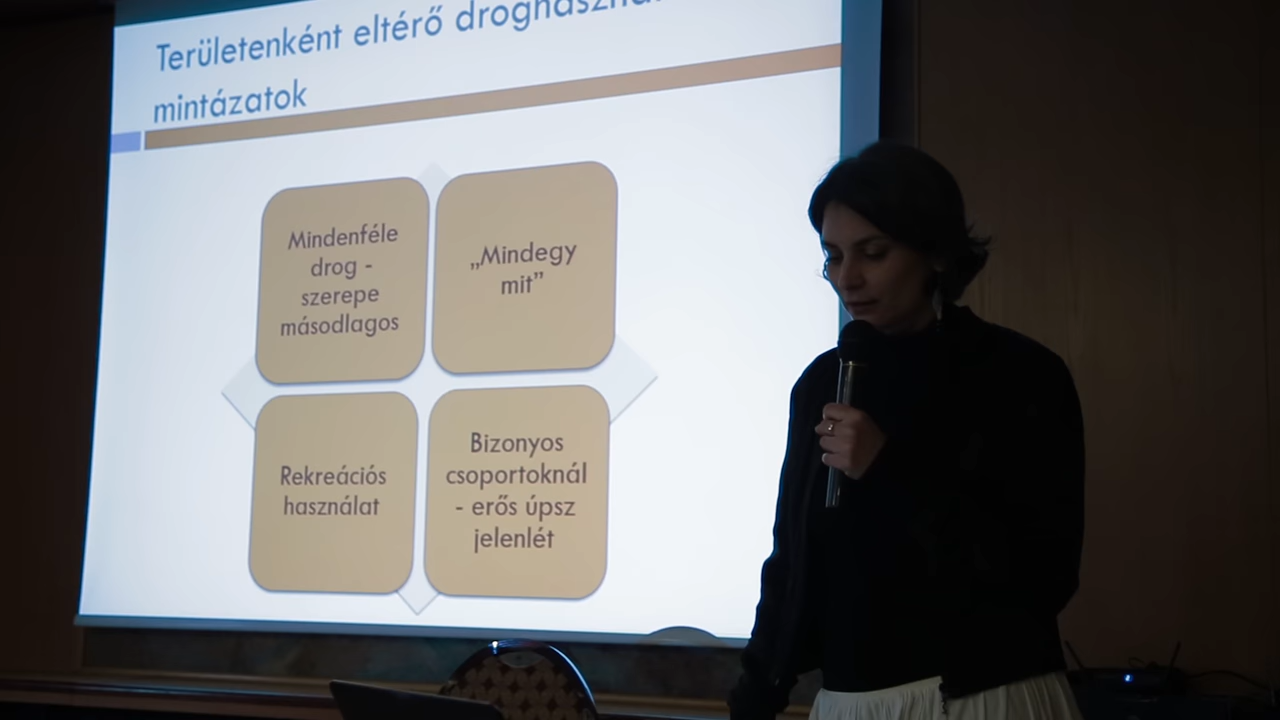 Területenként eltérő
mintázatok
Mindenféle
drog -
szerepe
másodlagos
„Mindegy
mit”
Rekreációs
használat
Bizonyos
csoportoknál
- erős úpsz
jelenlét